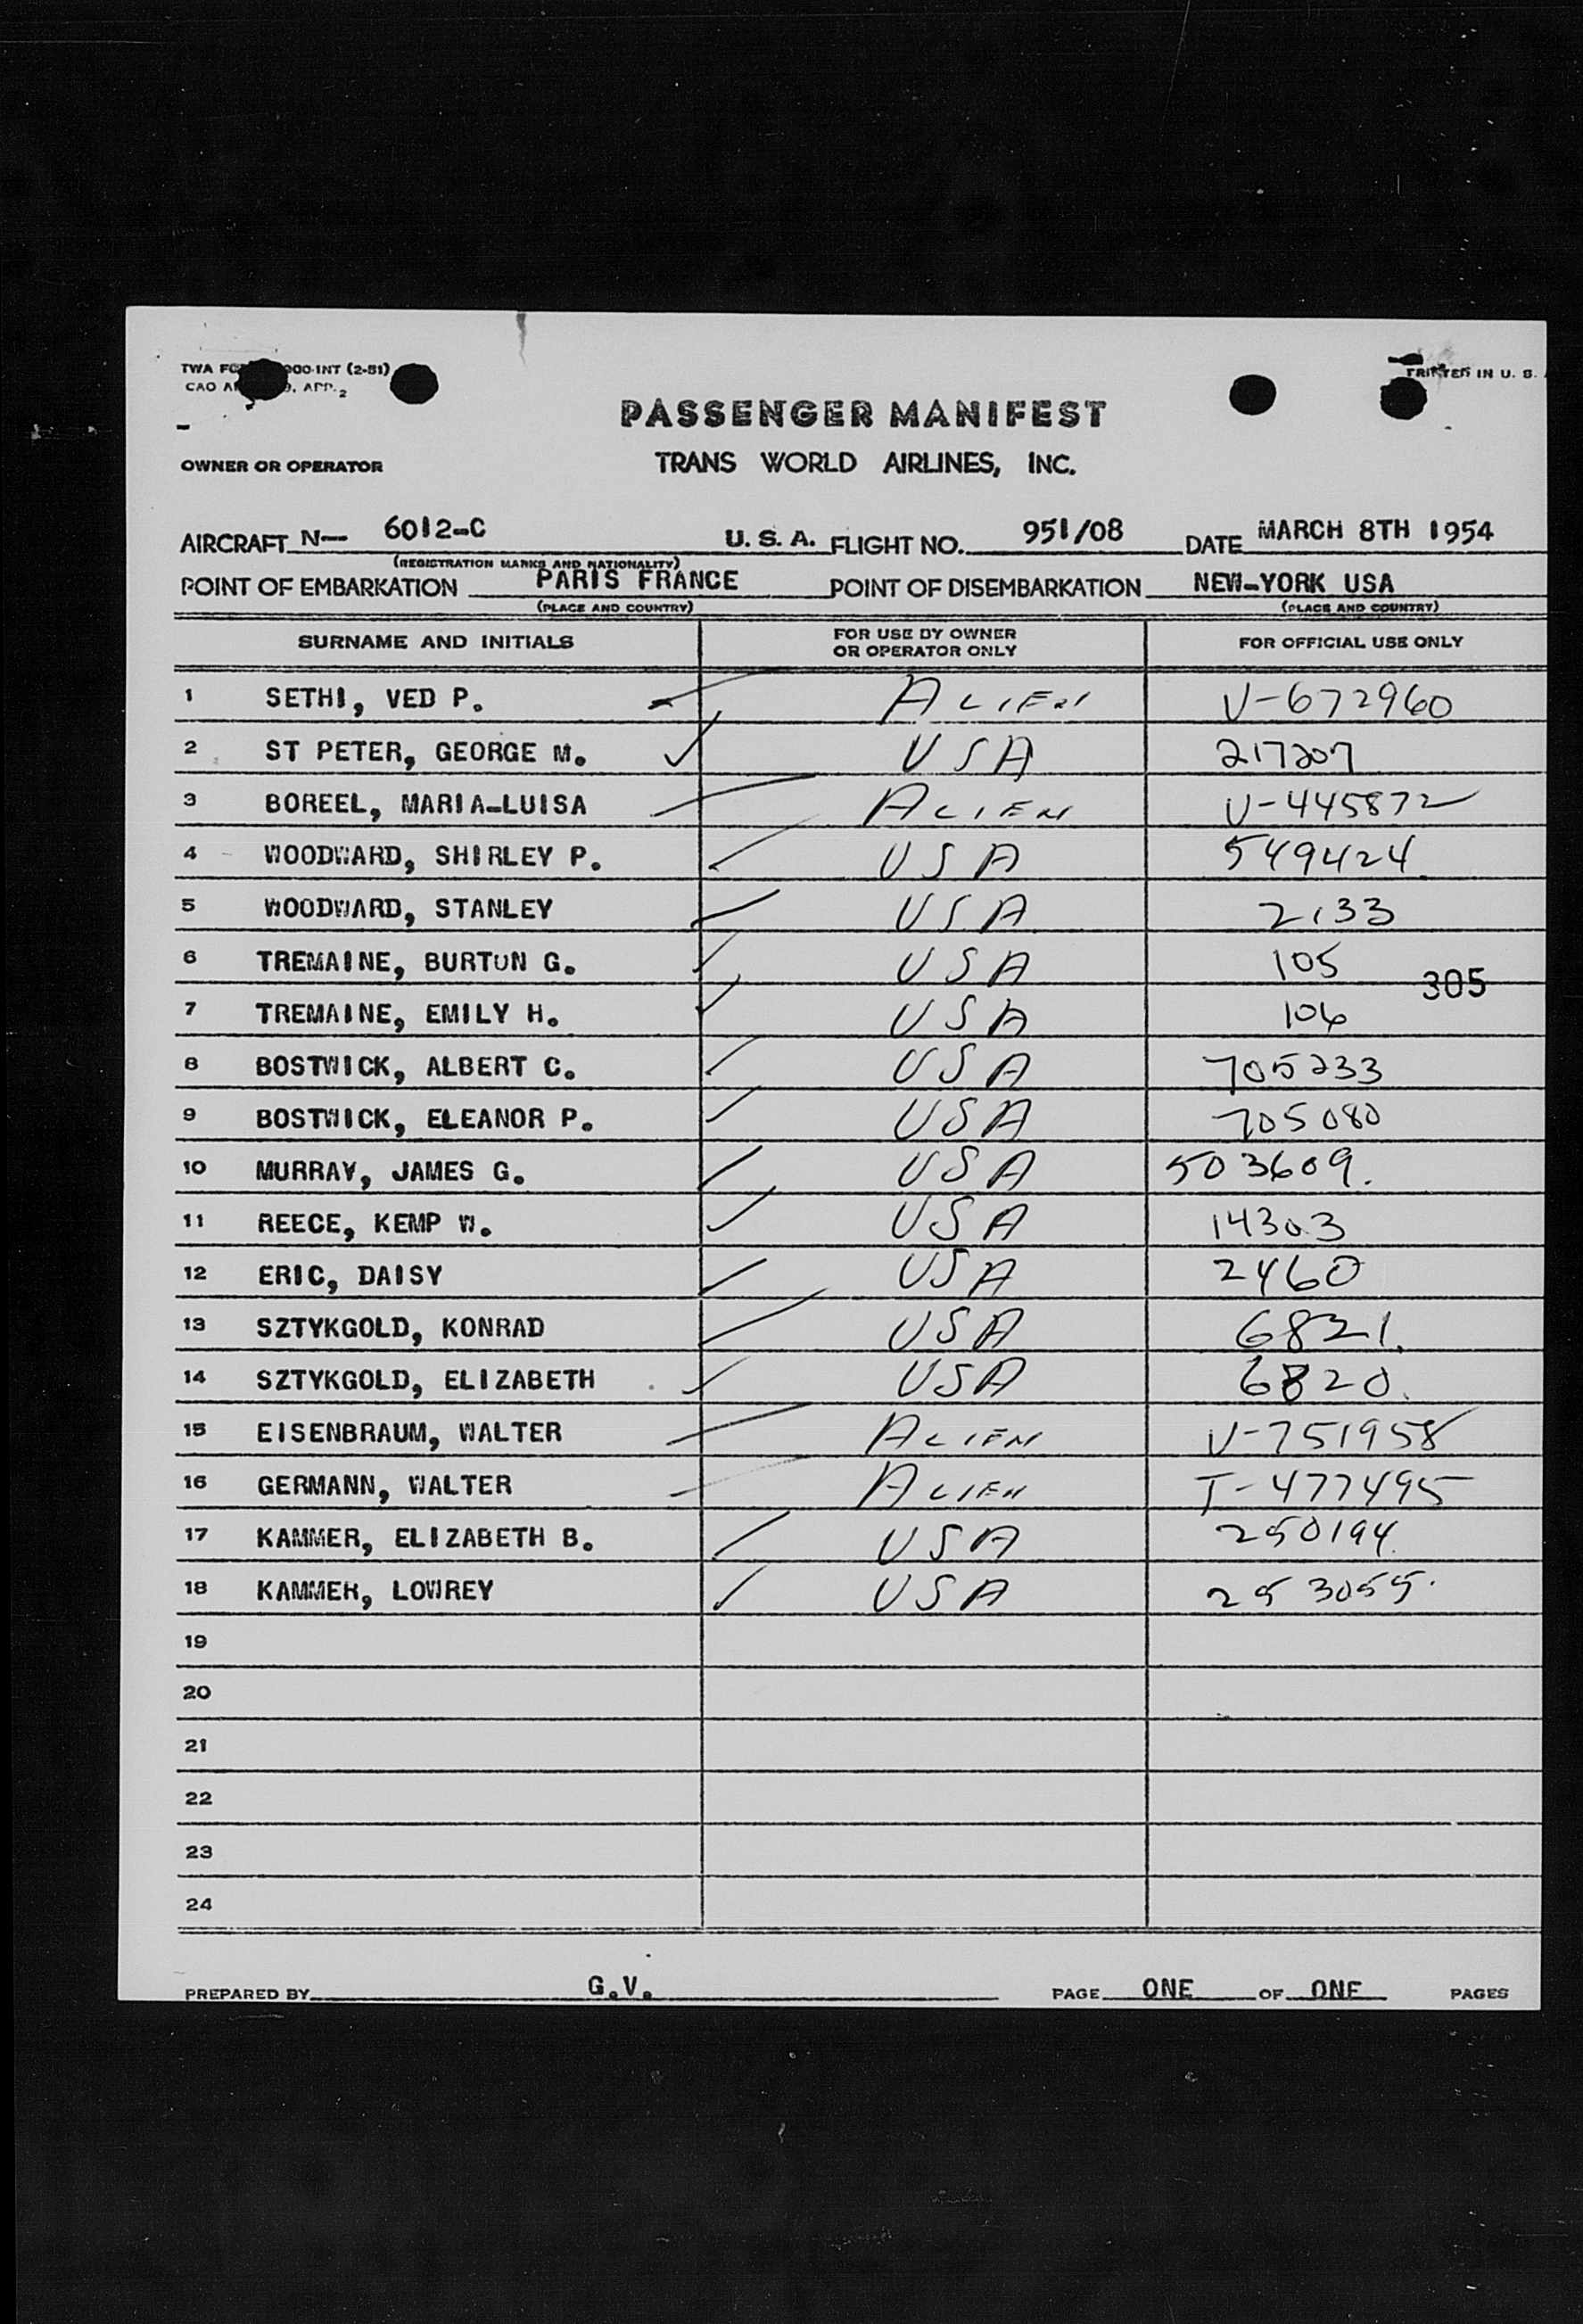 TWA FO 000-INT (2-51)
CAO A 9, APP. 2
PRINTED IN U. S.
PASSENGER MANIFEST
OWNER OR OPERATOR TRANS WORLD AIRLINES, INC.
AIRCRAFT N— 6012-C U. S. A. FLIGHT NO. 951/08 DATE MARCH 8TH 1954
(REGISTRATION MARKS AND NATIONALITY)
POINT OF EMBARKATION PARIS FRANCE POINT OF DISEMBARKATION NEW-YORK USA
(PLACE AND COUNTRY) (PLACE AND COUNTRY)
SURNAME AND INITIALS FOR USE BY OWNER OR OPERATOR ONLY FOR OFFICIAL USE ONLY
1 SETHI, VED P. ALIEN V-672960
2 ST PETER, GEORGE M. USA 217207
3 BOREEL, MARIA-LUISA ALIEN V-445872
4 WOODWARD, SHIRLEY P. USA 549424
5 WOODWARD, STANLEY USA 2133
6 TREMAINE, BURTON G. USA 105
305
7 TREMAINE, EMILY H. USA 106
8 BOSTWICK, ALBERT C. USA 705233
9 BOSTWICK, ELEANOR P. USA 705080
10 MURRAY, JAMES G. USA 503609.
11 REECE, KEMP W. USA 14303
12 ERIC, DAISY USA 2460
13 SZTYKGOLD, KONRAD USA 6821.
14 SZTYKGOLD, ELIZABETH USA 6820.
15 EISENBRAUM, WALTER ALIEN V-751958
16 GERMANN, WALTER ALIEN T-477495
17 KAMMER, ELIZABETH B. USA 250194.
18 KAMMER, LOWREY USA 253055.
19
20
21
22
23
24
PREPARED BY G.V. PAGE ONE OF ONE PAGES